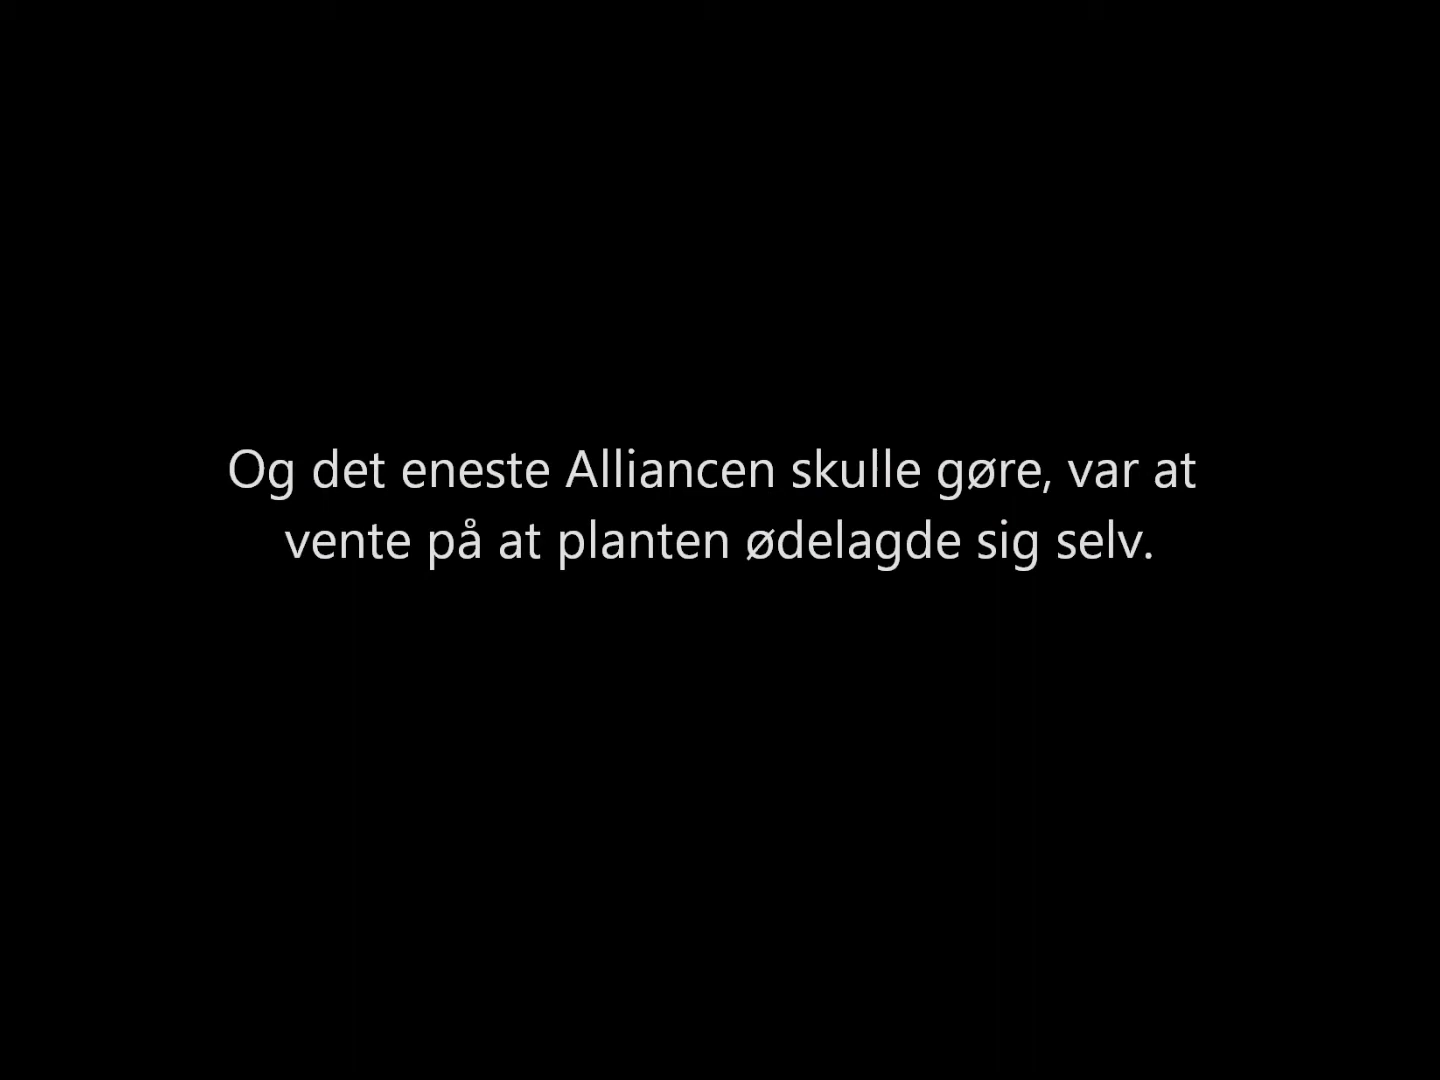 Og det eneste Alliancen skulle gøre, var at
vente på at planten ødelagde sig selv.